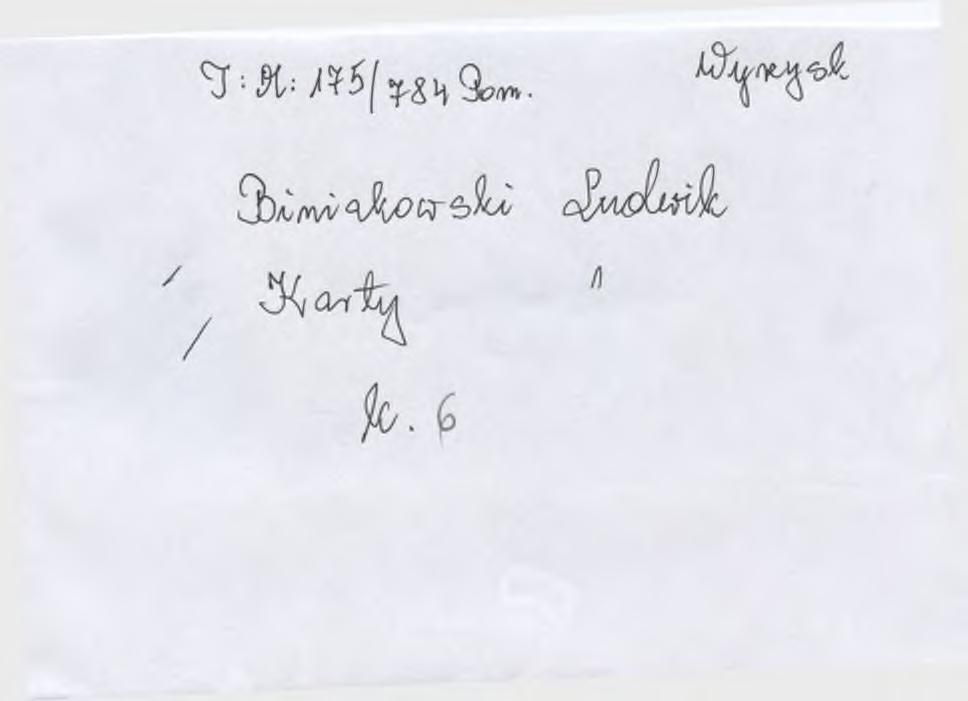 T: M: 175/784 Pom. Wyrzysk
Biniakowski Ludwik
Karty "
k. 6